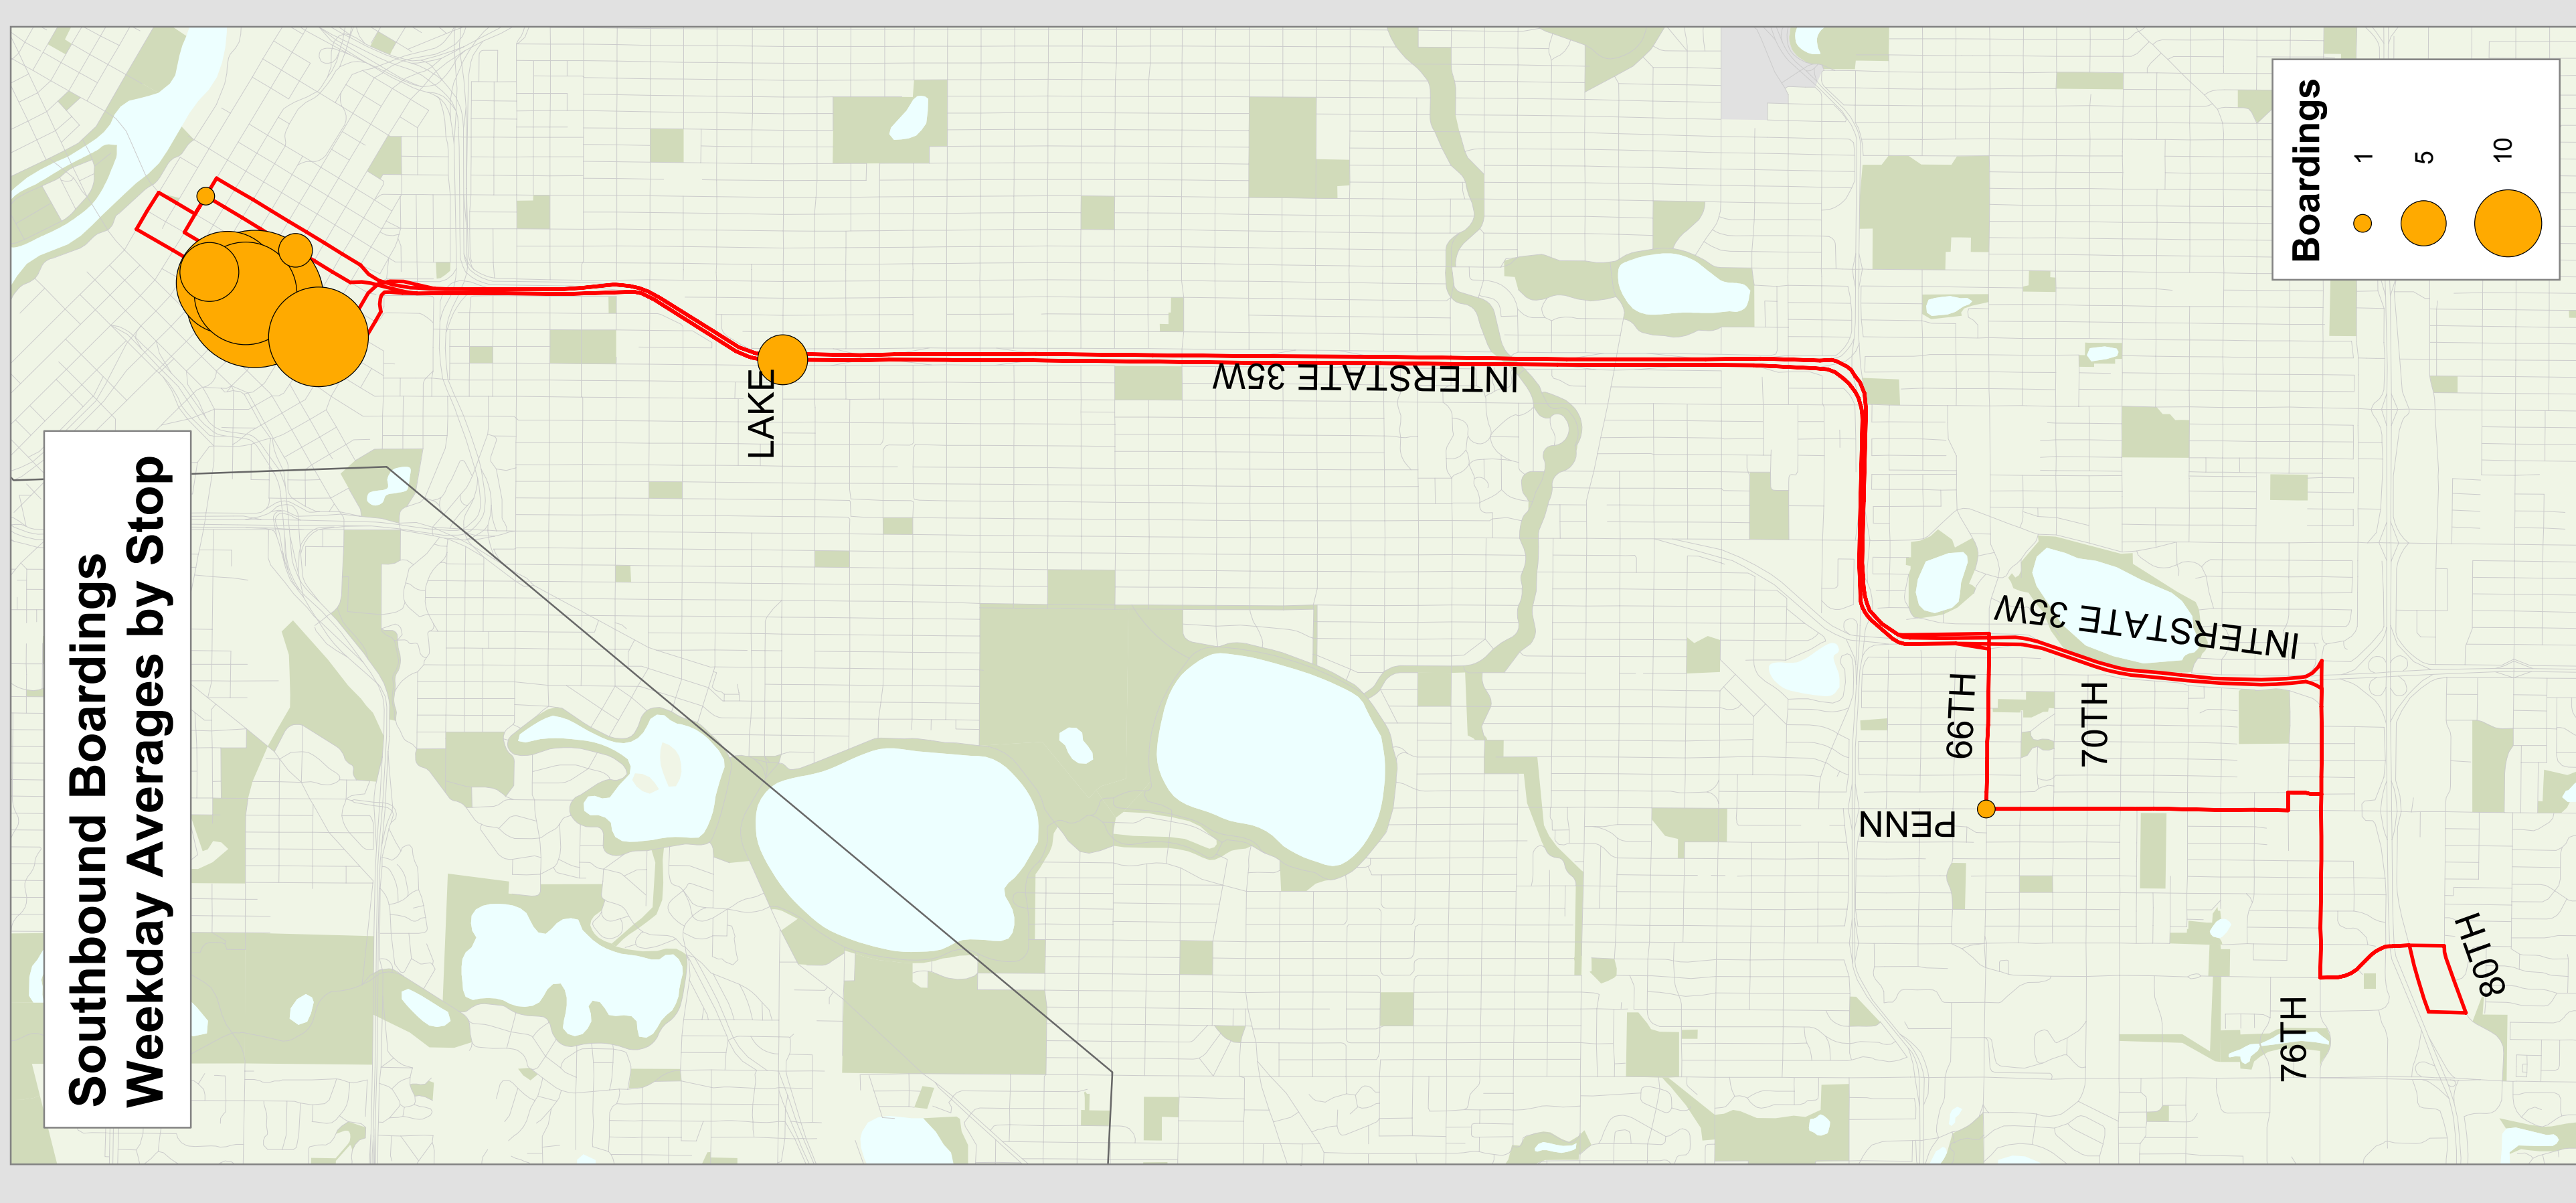 Southbound Boardings
Weekday Averages by Stop
LAKE
INTERSTATE 35W
INTERSTATE 35W
66TH
70TH
PENN
76TH
80TH
Boardings
1
5
10